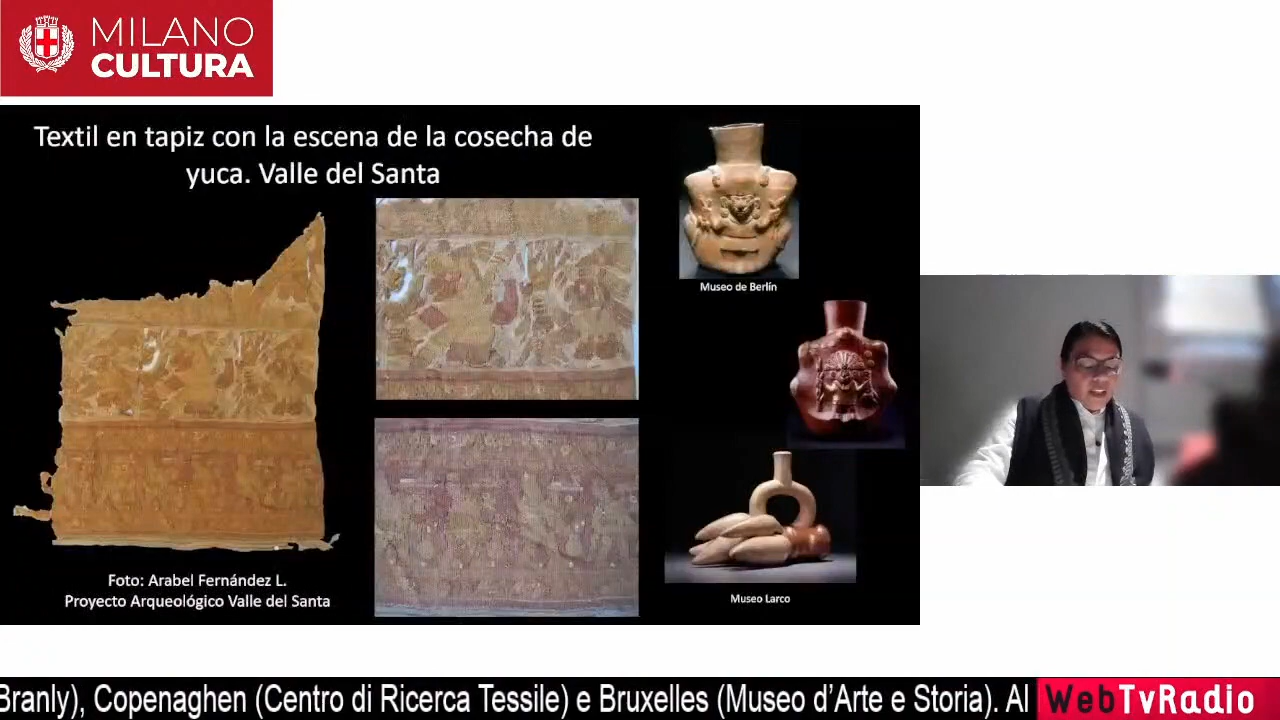 MILANO
CULTURA
Textil en tapiz con la escena de la cosecha de
yuca. Valle del Santa
Museo de Berlín
Foto: Arabel Fernández L.
Proyecto Arqueológico Valle del Santa
Museo Larco
Branly), Copenaghen (Centro di Ricerca Tessile) e Bruxelles (Museo d’Arte e Storia). Al
WebTvRadio